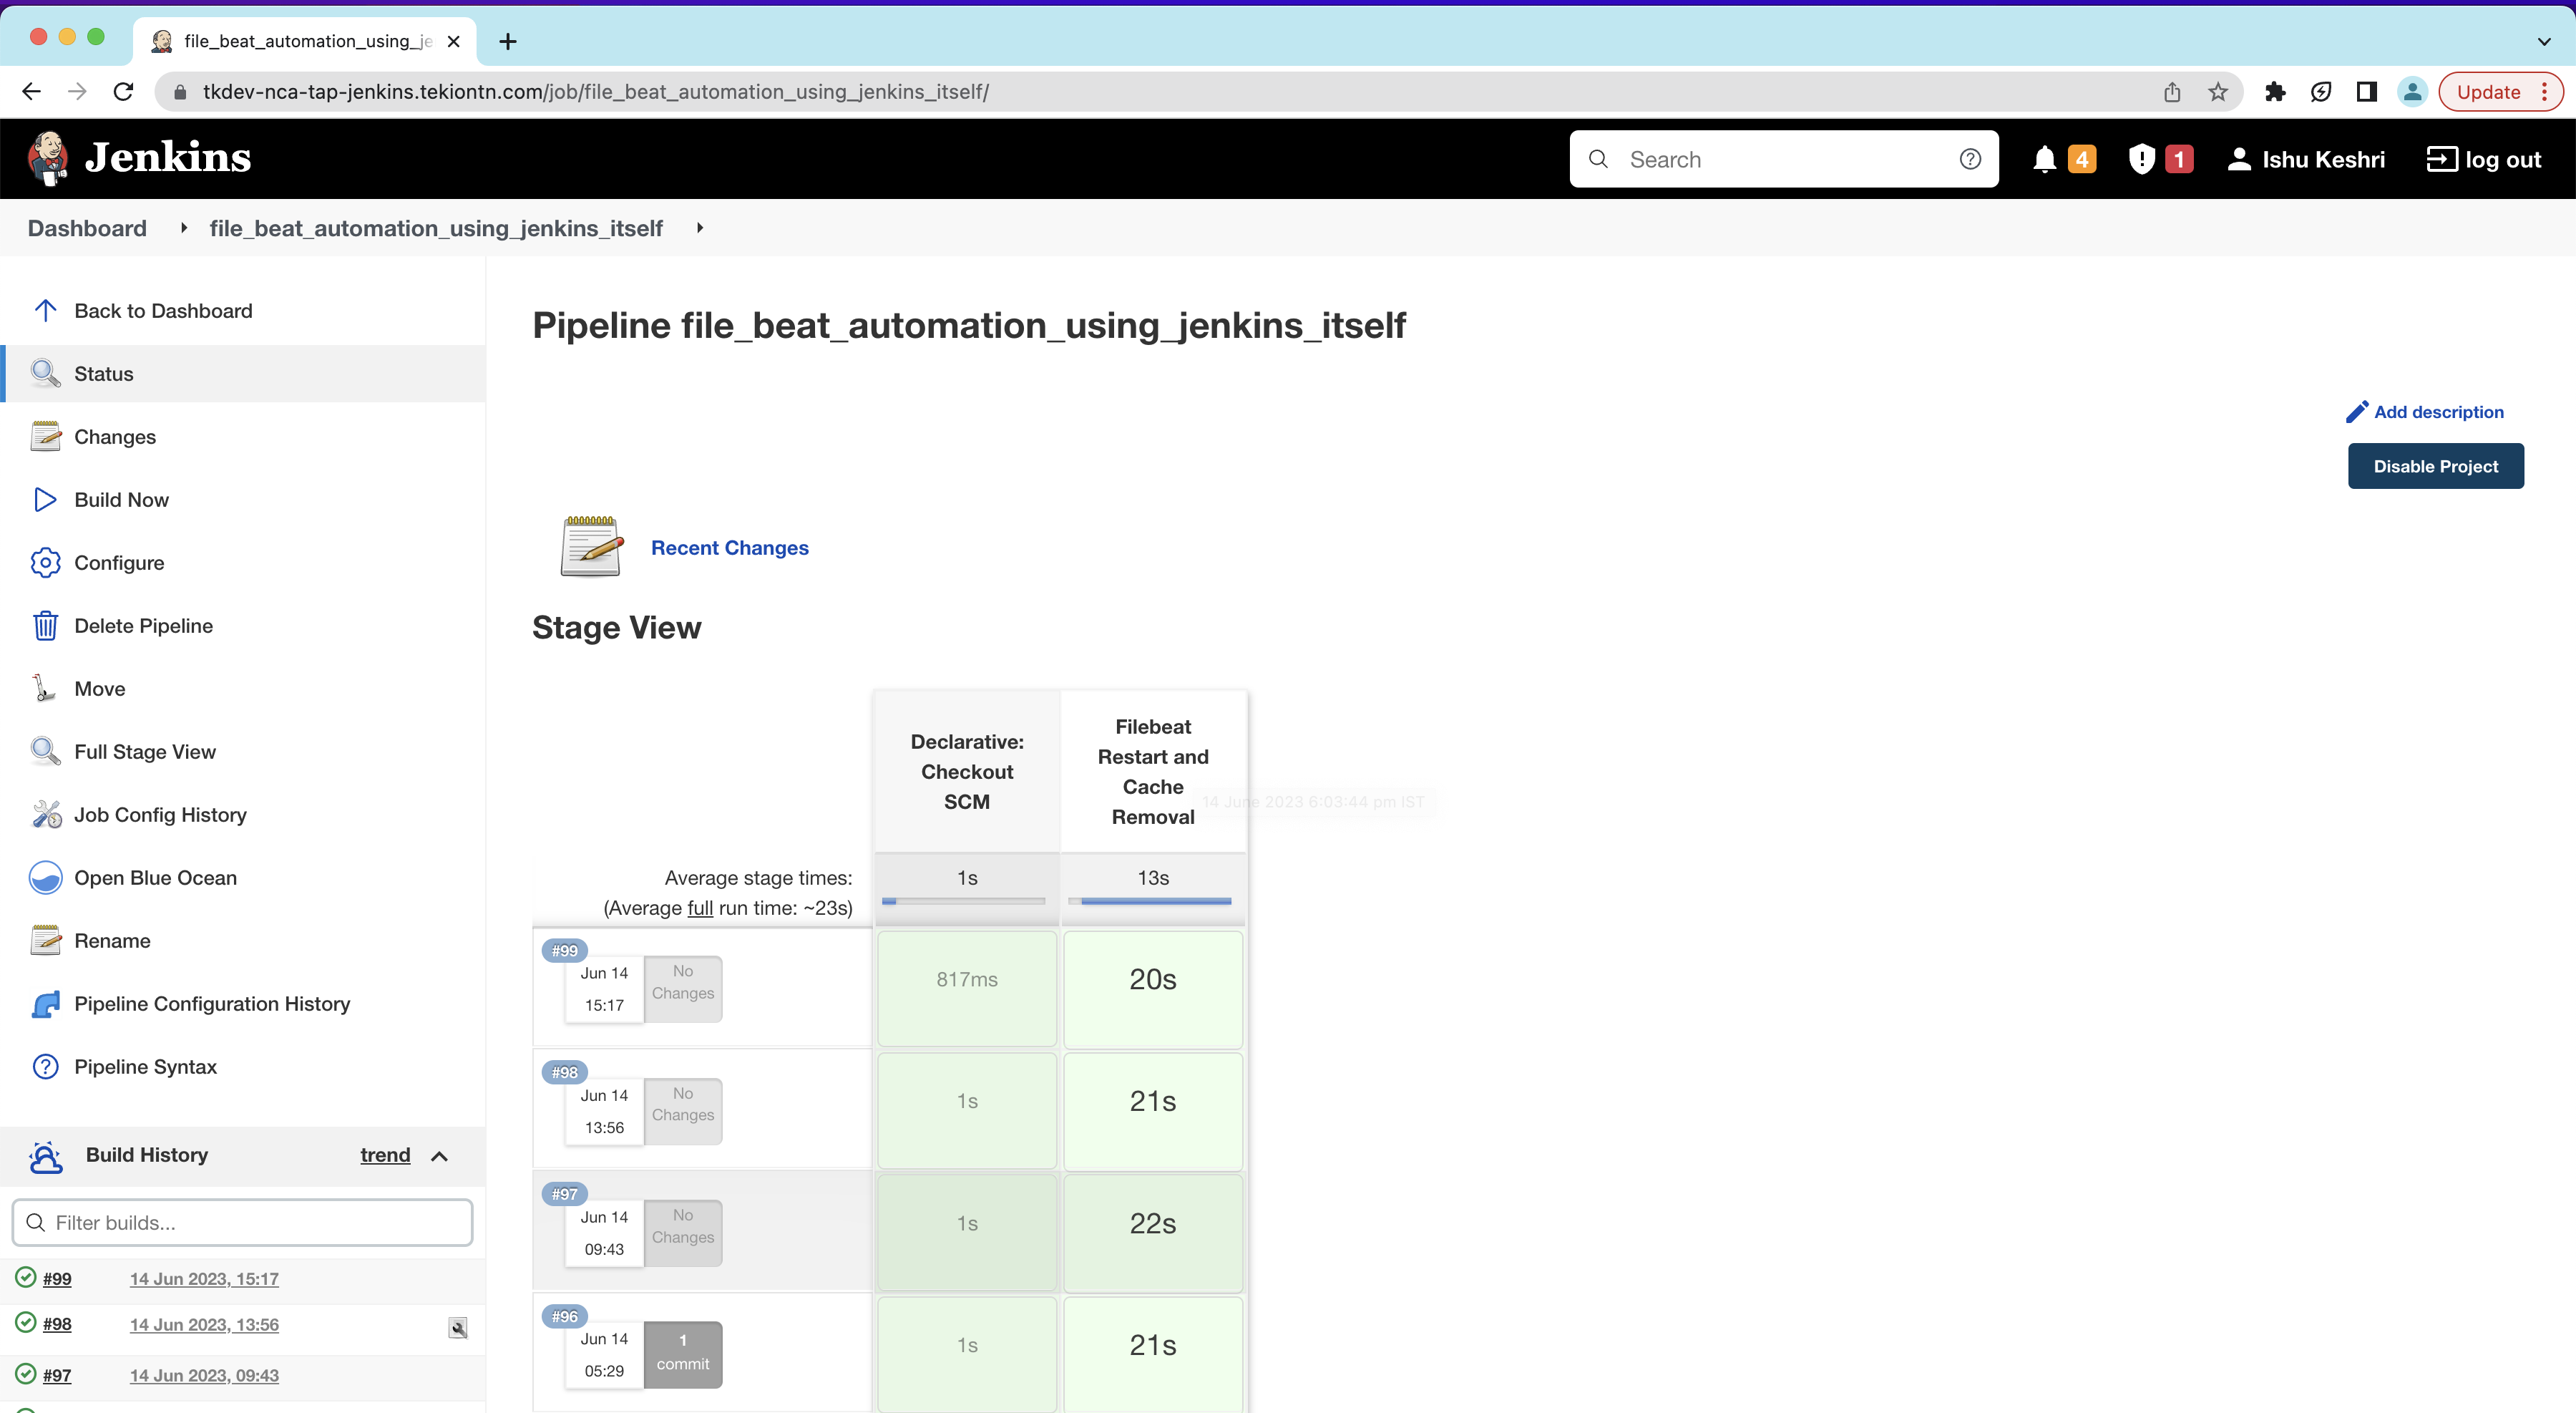 file_beat_automation_using_je
tkdev-nca-tap-jenkins.tekiontn.com/job/file_beat_automation_using_jenkins_itself/
Update
Jenkins
Search
4
1
Ishu Keshri
log out
Dashboard
file_beat_automation_using_jenkins_itself
Back to Dashboard
Status
Changes
Build Now
Configure
Delete Pipeline
Move
Full Stage View
Job Config History
Open Blue Ocean
Rename
Pipeline Configuration History
Pipeline Syntax
Build History
trend
Filter builds...
#99 14 Jun 2023, 15:17
#98 14 Jun 2023, 13:56
#97 14 Jun 2023, 09:43
Pipeline file_beat_automation_using_jenkins_itself
Add description
Disable Project
Recent Changes
Stage View
Declarative:
Checkout
SCM
Filebeat
Restart and
Cache
Removal
14 June 2023 6:03:44 pm IST
Average stage times:
(Average full run time: ~23s)
1s
13s
#99
Jun 14
15:17
No
Changes
817ms
20s
#98
Jun 14
13:56
No
Changes
1s
21s
#97
Jun 14
09:43
No
Changes
1s
22s
#96
Jun 14
05:29
1
commit
1s
21s